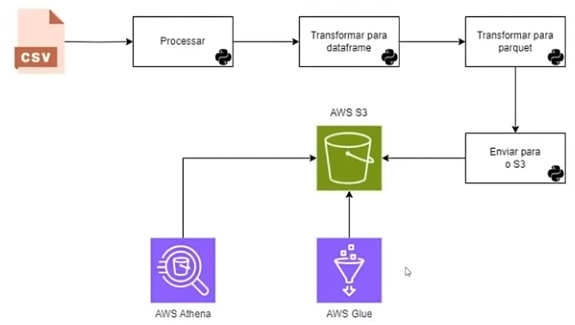 CSV
Processar
Transformar para
dataframe
Transformar para
parquet
AWS S3
Enviar para
o S3
AWS Athena
AWS Glue